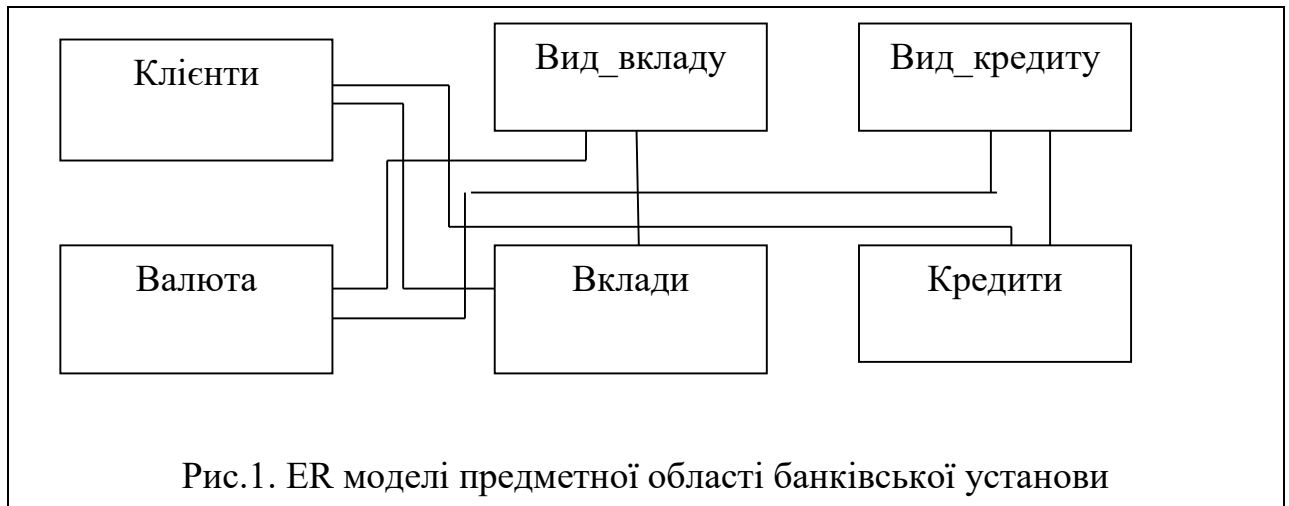 Клієнти
Вид_вкладу
Вид_кредиту
Валюта
Вклади
Кредити
Рис.1. ER моделі предметної області банківської установи